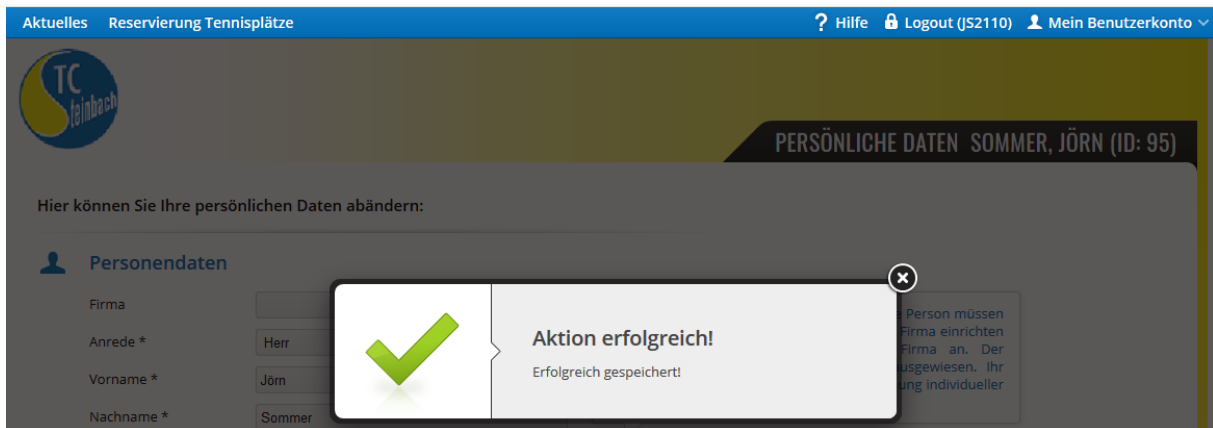 Aktuelles Reservierung Tennisplätze ? Hilfe Logout (JS2110) Mein Benutzerkonto
TC
Steinbach
PERSÖNLICHE DATEN SOMMER, JÖRN (ID: 95)
Hier können Sie Ihre persönlichen Daten abändern:
Personendaten
Firma
Person müssen
Anrede * Herr
Firma einrichten
Firma an. Der
Vorname * Jörn
usgewiesen. Ihr
ung individueller
Nachname * Sommer
Aktion erfolgreich!
Erfolgreich gespeichert!